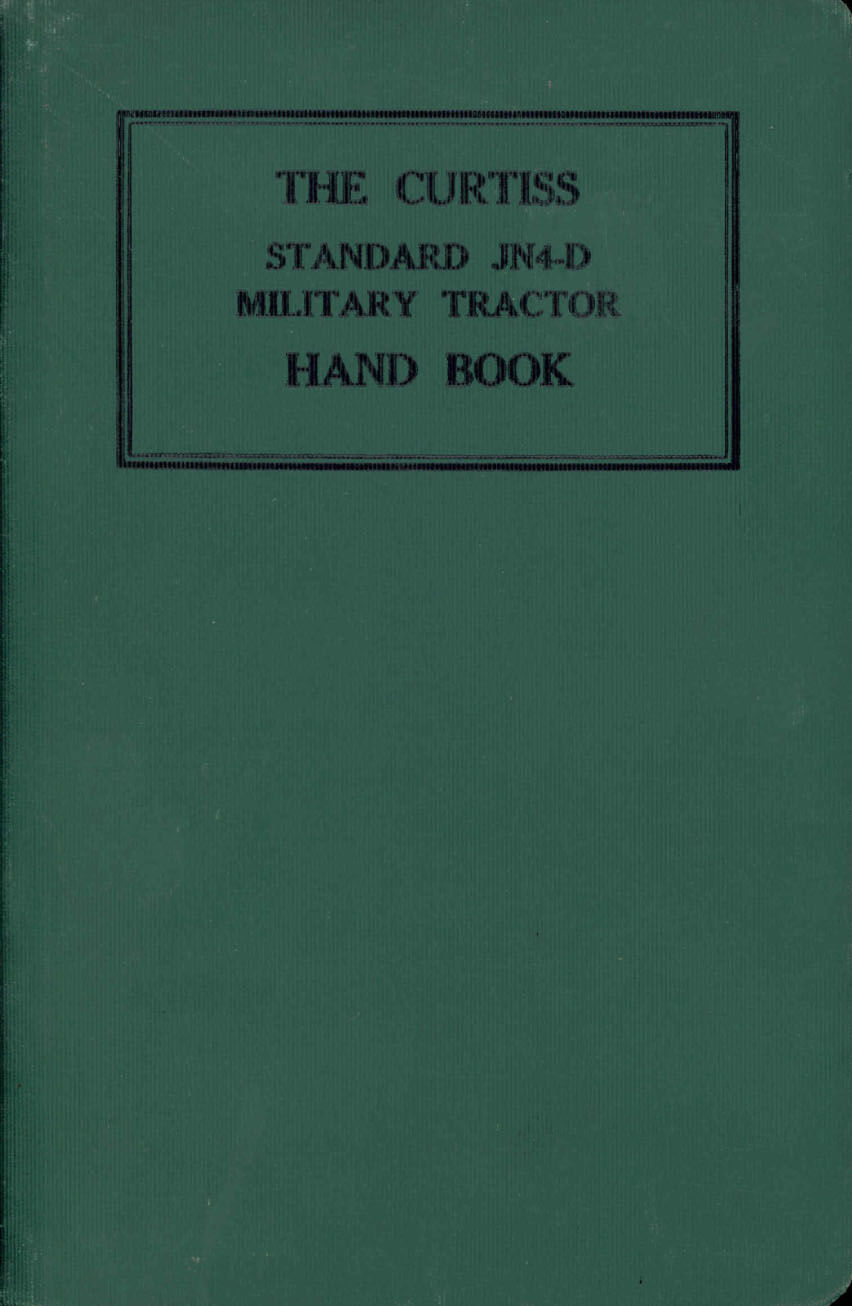 THE CURTISS
STANDARD JN4-D
MILITARY TRACTOR
HAND BOOK